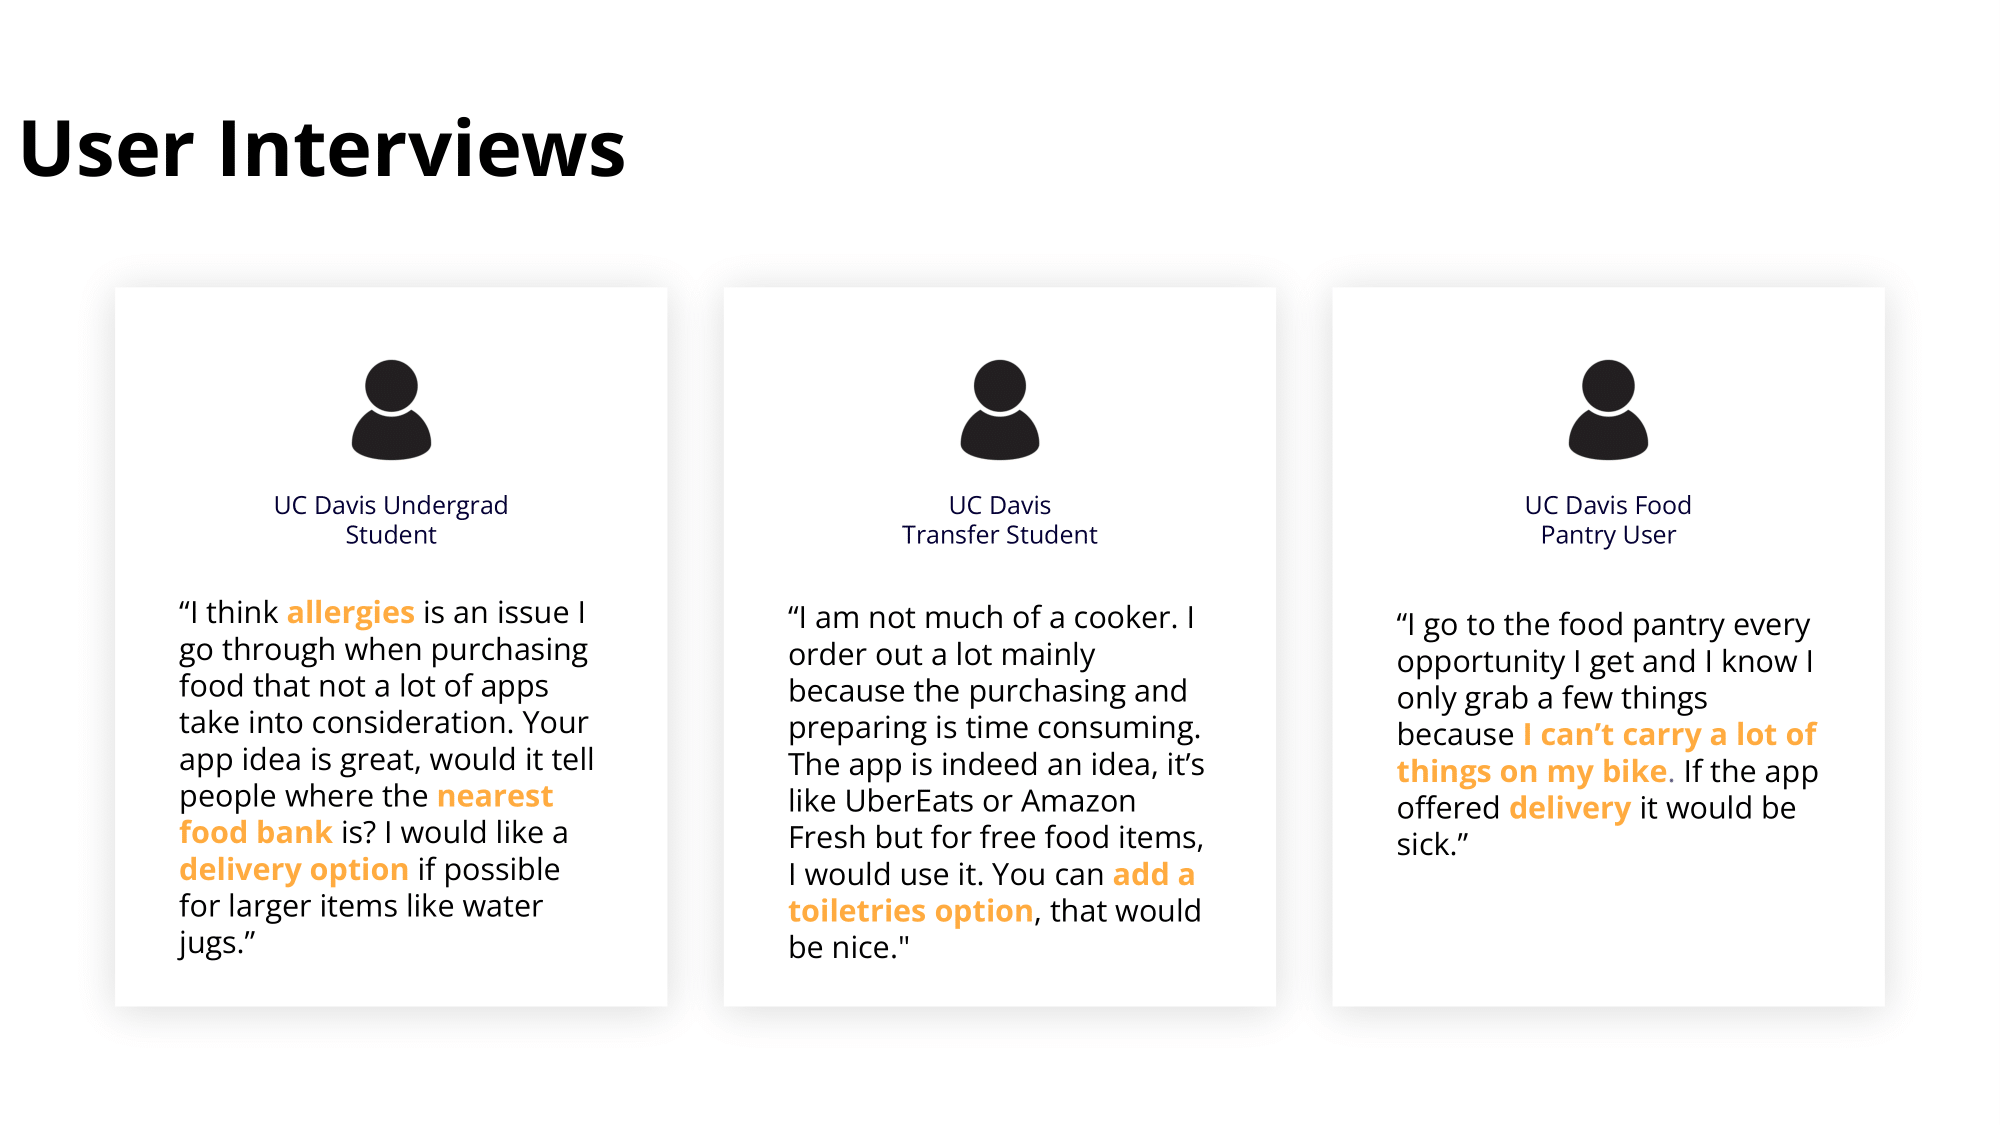 User Interviews
UC Davis Undergrad
Student
“I think allergies is an issue I
go through when purchasing
food that not a lot of apps
take into consideration. Your
app idea is great, would it tell
people where the nearest
food bank is? I would like a
delivery option if possible
for larger items like water
jugs.”
UC Davis
Transfer Student
“I am not much of a cooker. I
order out a lot mainly
because the purchasing and
preparing is time consuming.
The app is indeed an idea, it’s
like UberEats or Amazon
Fresh but for free food items,
I would use it. You can add a
toiletries option, that would
be nice."
UC Davis Food
Pantry User
“I go to the food pantry every
opportunity I get and I know I
only grab a few things
because I can’t carry a lot of
things on my bike. If the app
offered delivery it would be
sick.”